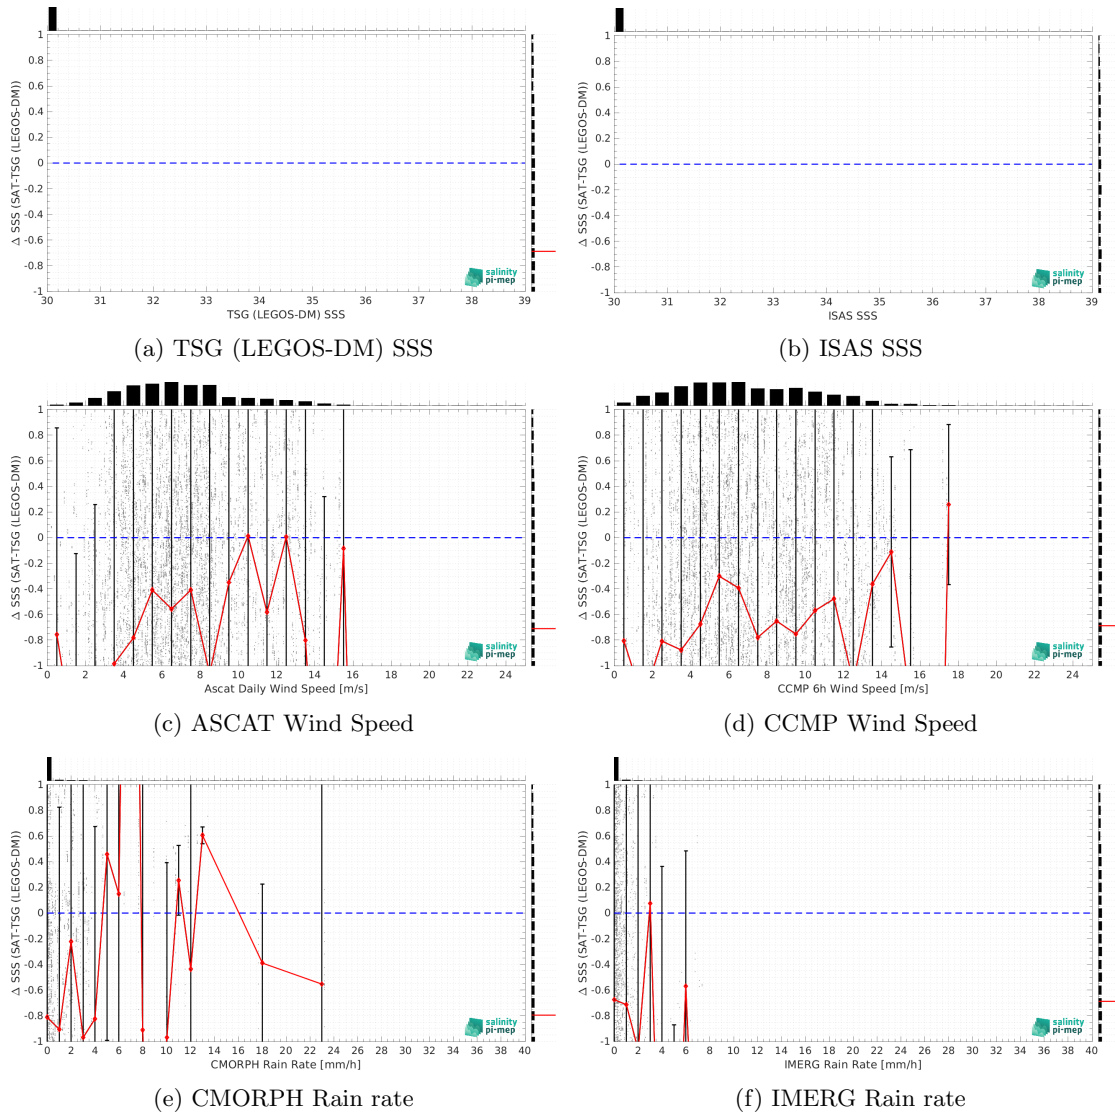 1
0.8
0.6
0.4
0.2
0
-0.2
-0.4
-0.6
-0.8
-1
Δ SSS (SAT-TSG (LEGOS-DM))
30 31 32 33 34 35 36 37 38 39
TSG (LEGOS-DM) SSS
salinity
pi-mep
(a) TSG (LEGOS-DM) SSS
1
0.8
0.6
0.4
0.2
0
-0.2
-0.4
-0.6
-0.8
-1
Δ SSS (SAT-TSG (LEGOS-DM))
30 31 32 33 34 35 36 37 38 39
ISAS SSS
salinity
pi-mep
(b) ISAS SSS
1
0.8
0.6
0.4
0.2
0
-0.2
-0.4
-0.6
-0.8
-1
Δ SSS (SAT-TSG (LEGOS-DM))
0 2 4 6 8 10 12 14 16 18 20 22 24
Ascat Daily Wind Speed [m/s]
salinity
pi-mep
(c) ASCAT Wind Speed
1
0.8
0.6
0.4
0.2
0
-0.2
-0.4
-0.6
-0.8
-1
Δ SSS (SAT-TSG (LEGOS-DM))
0 2 4 6 8 10 12 14 16 18 20 22 24
CCMP 6h Wind Speed [m/s]
salinity
pi-mep
(d) CCMP Wind Speed
1
0.8
0.6
0.4
0.2
0
-0.2
-0.4
-0.6
-0.8
-1
Δ SSS (SAT-TSG (LEGOS-DM))
0 2 4 6 8 10 12 14 16 18 20 22 24 26 28 30 32 34 36 38 40
CMORPH Rain Rate [mm/h]
salinity
pi-mep
(e) CMORPH Rain rate
1
0.8
0.6
0.4
0.2
0
-0.2
-0.4
-0.6
-0.8
-1
Δ SSS (SAT-TSG (LEGOS-DM))
0 2 4 6 8 10 12 14 16 18 20 22 24 26 28 30 32 34 36 38 40
IMERG Rain Rate [mm/h]
salinity
pi-mep
(f) IMERG Rain rate